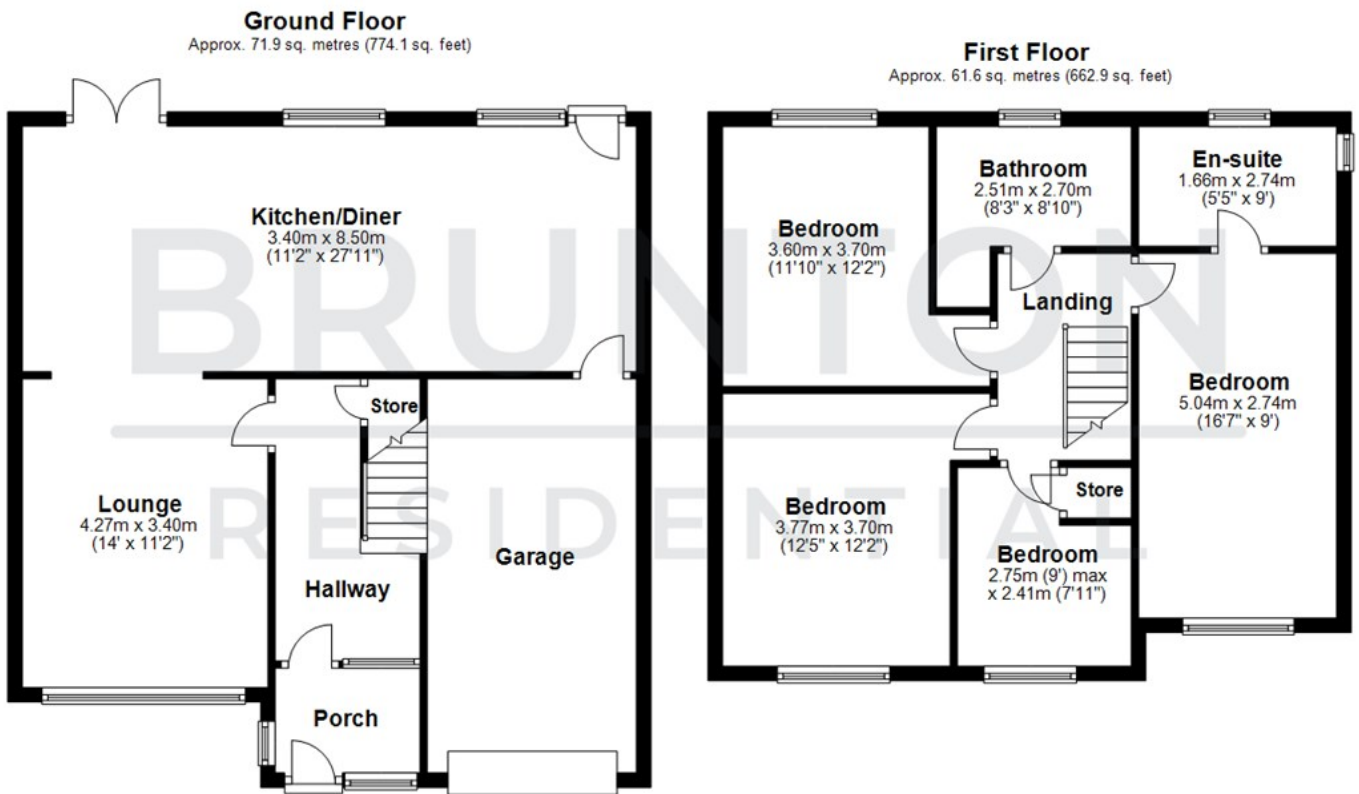 Ground Floor
Approx. 71.9 sq. metres (774.1 sq. feet)
First Floor
Approx. 61.6 sq. metres (662.9 sq. feet)
Kitchen/Diner
3.40m x 8.50m
(11'2" x 27'11")
Store
Lounge
4.27m x 3.40m
(14' x 11'2")
Garage
Hallway
Porch
Bedroom
3.60m x 3.70m
(11'10" x 12'2")
Bathroom
2.51m x 2.70m
(8'3" x 8'10")
En-suite
1.66m x 2.74m
(5'5" x 9')
Landing
Bedroom
5.04m x 2.74m
(16'7" x 9')
Bedroom
3.77m x 3.70m
(12'5" x 12'2")
Store
Bedroom
2.75m (9') max
x 2.41m (7'11")
BRUNTON
RESIDENTIAL